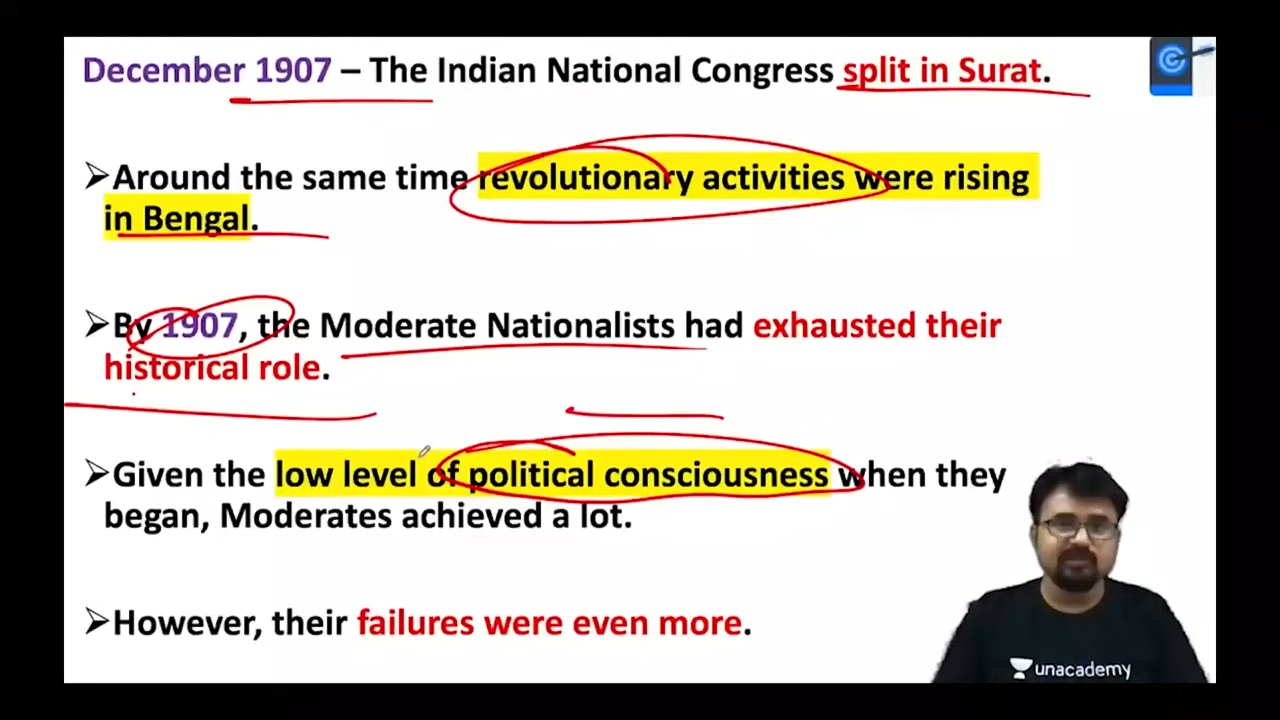 December 1907 – The Indian National Congress split in Surat.
➢Around the same time revolutionary activities were rising
in Bengal.
➢By 1907, the Moderate Nationalists had exhausted their
historical role.
➢Given the low level of political consciousness when they
began, Moderates achieved a lot.
➢However, their failures were even more.
unacademy